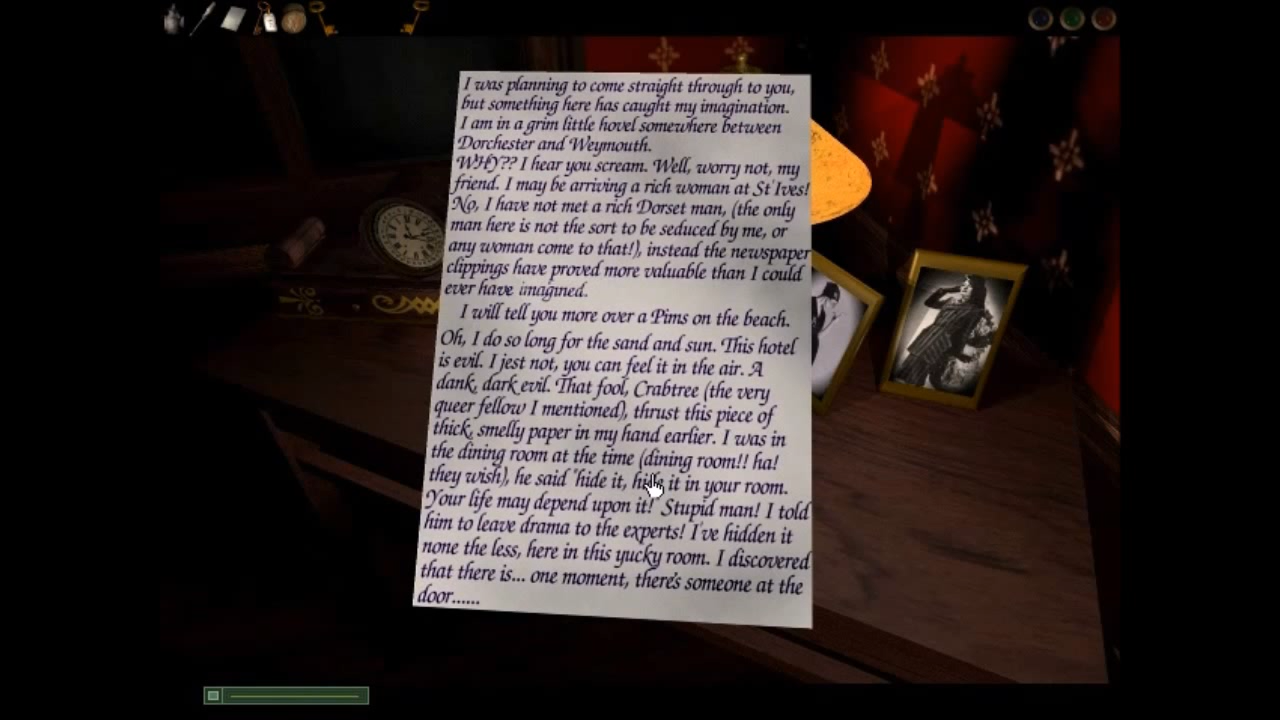 I was planning to come straight through to you,
but something here has caught my imagination.
I am in a grim little hovel somewhere between
Dorchester and Weymouth.
WHY?? I hear you scream. Well, worry not, my
friend. I may be arriving a rich woman at St Ives!
No, I have not met a rich Dorset man, (the only
man here is not the sort to be seduced by me, or
any woman come to that!), instead the newspaper
clippings have proved more valuable than I could
ever have imagined.
I will tell you more over a Pims on the beach.
Oh, I do so long for the sand and sun. This hotel
is evil. I jest not, you can feel it in the air. A
dank, dark evil. That fool, Crabtree (the very
queer fellow I mentioned), thrust this piece of
thick, smelly paper in my hand earlier. I was in
the dining room at the time (dining room!! ha!
they wish), he said "hide it, hide it in your room.
Your life may depend upon it!" Stupid man! I told
him to leave drama to the experts! I've hidden it
none the less, here in this yucky room. I discovered
that there is... one moment, there's someone at the
door......